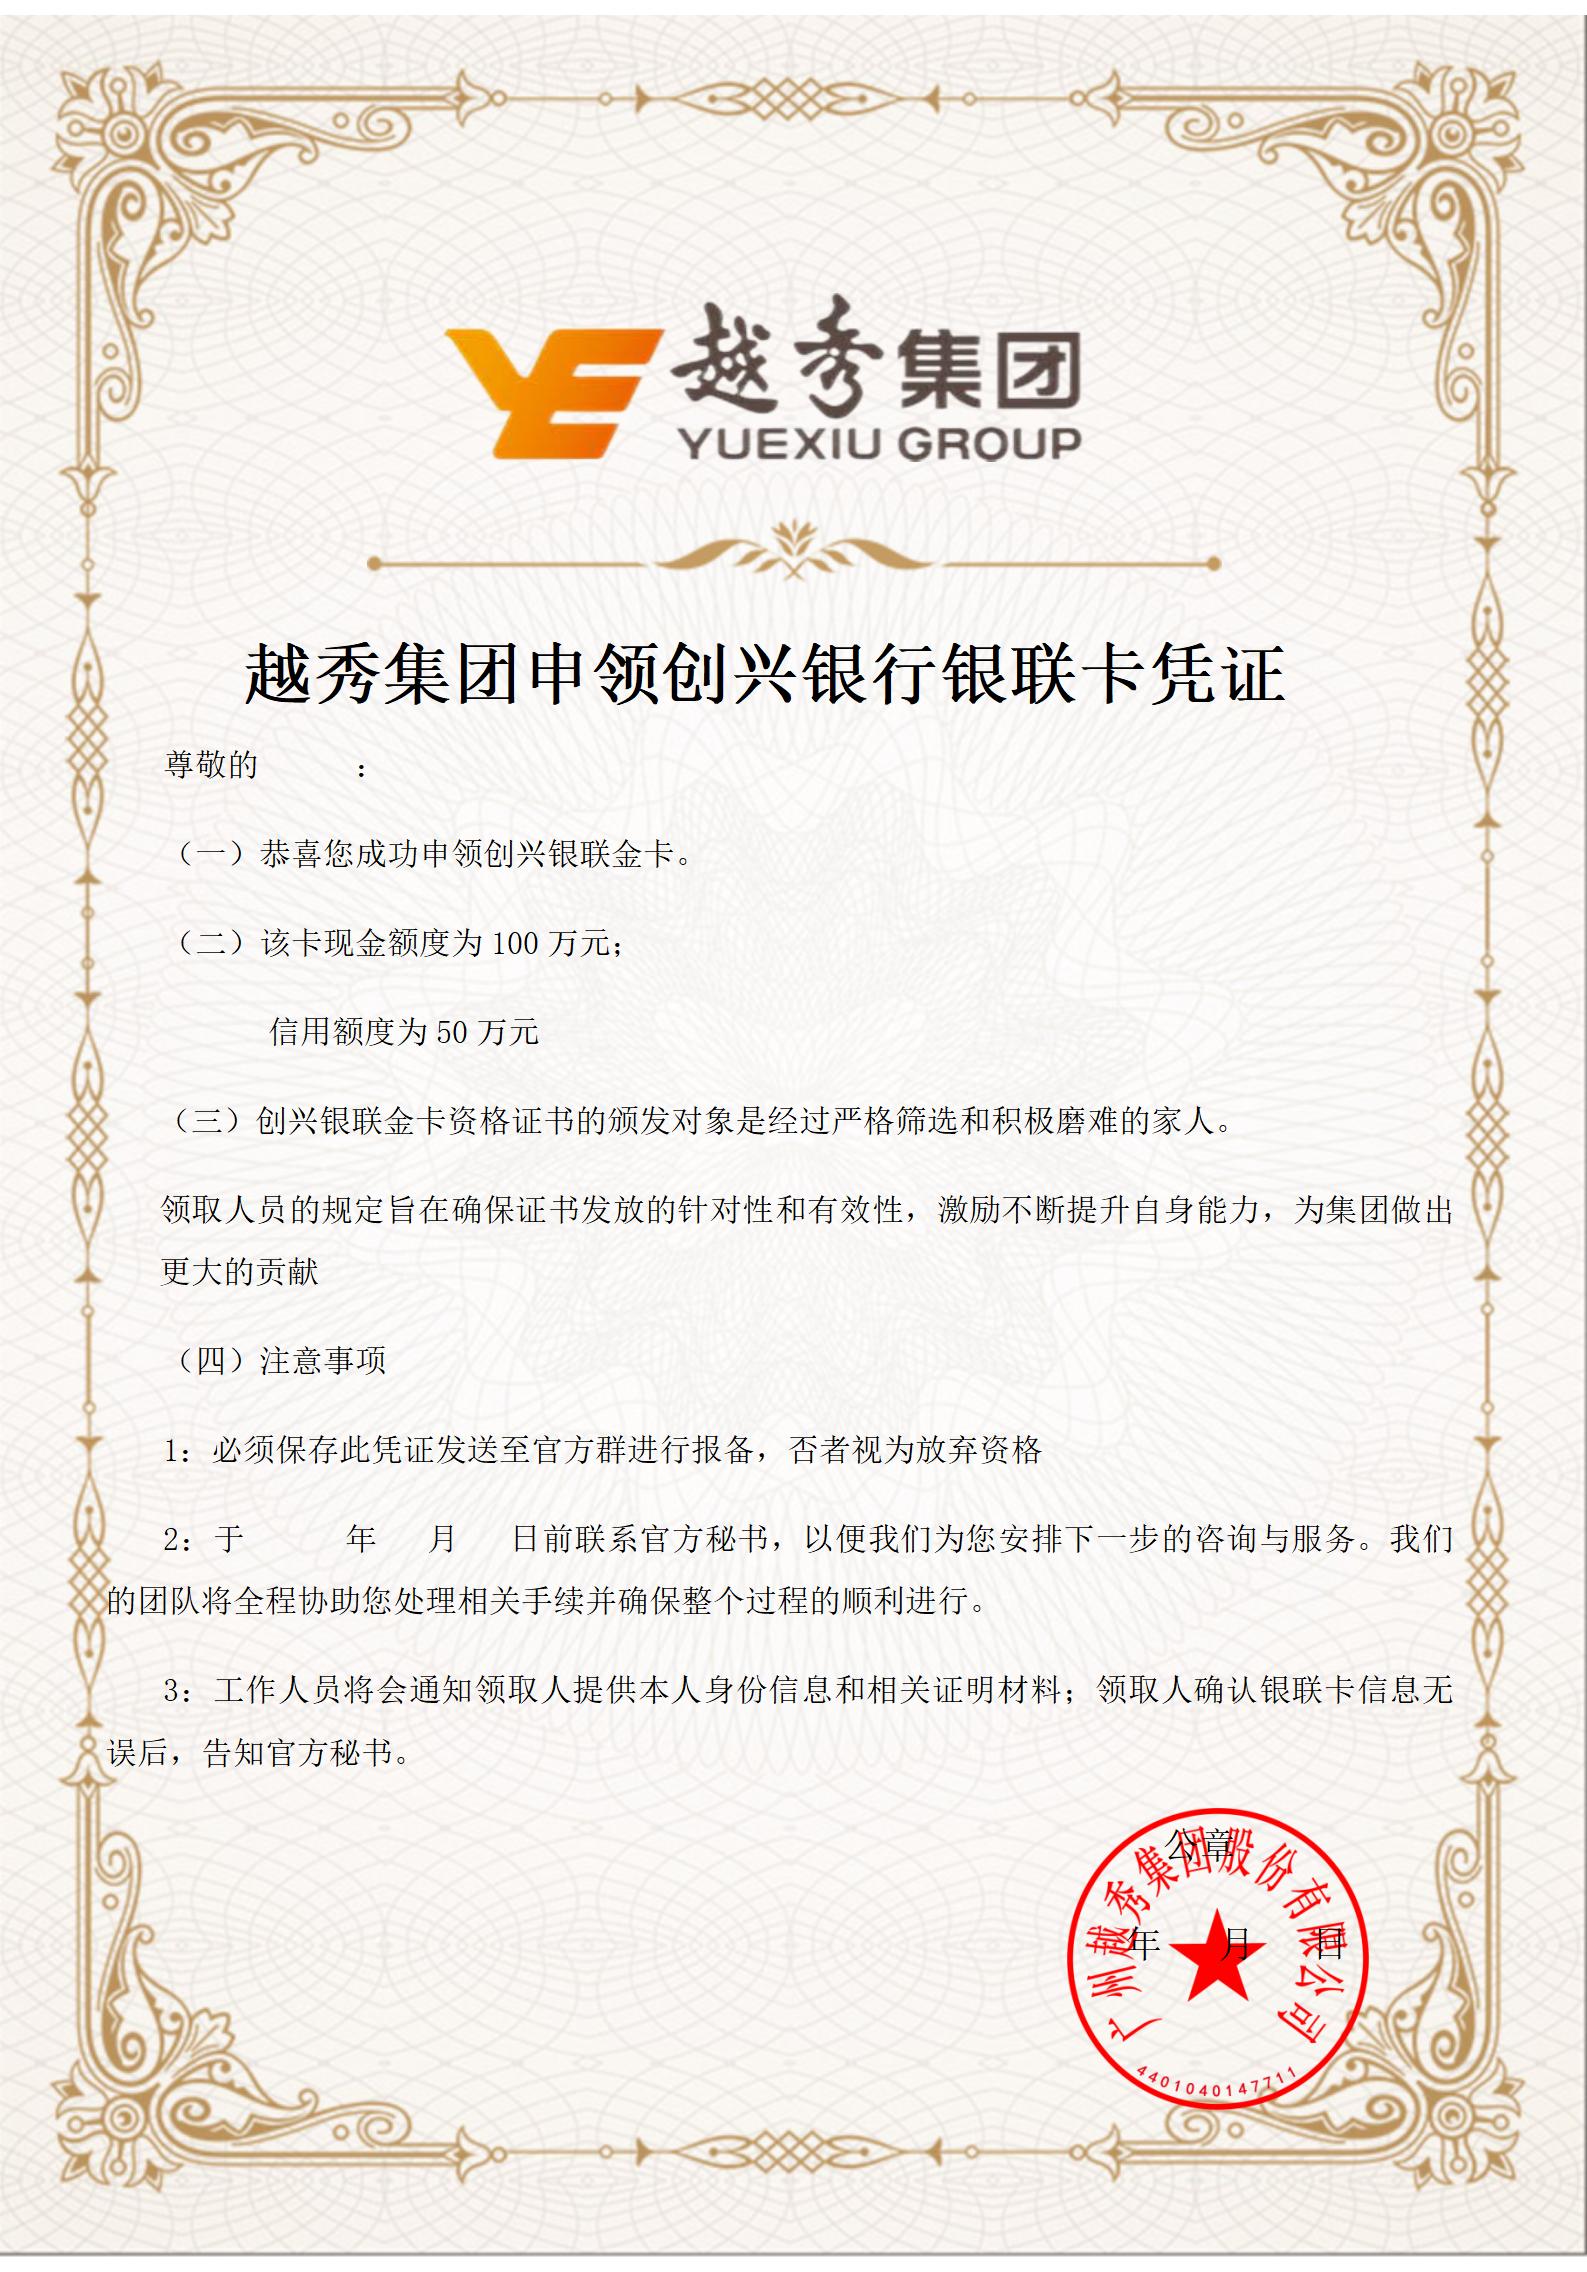 越秀集团
YUEXIU GROUP
越秀集团申领创兴银行银联卡凭证
尊敬的　　　：
（一）恭喜您成功申领创兴银联金卡。
（二）该卡现金额度为 100 万元；
信用额度为 50 万元
（三）创兴银联金卡资格证书的颁发对象是经过严格筛选和积极磨难的家人。
领取人员的规定旨在确保证书发放的针对性和有效性，激励不断提升自身能力，为集团做出
更大的贡献
（四）注意事项
1：必须保存此凭证发送至官方群进行报备，否者视为放弃资格
2：于　　　年　　月　　日前联系官方秘书，以便我们为您安排下一步的咨询与服务。我们
的团队将全程协助您处理相关手续并确保整个过程的顺利进行。
3：工作人员将会通知领取人提供本人身份信息和相关证明材料；领取人确认银联卡信息无
误后，告知官方秘书。
公章
广州越秀集团股份有限公司
年　　月　　日
4401040147711